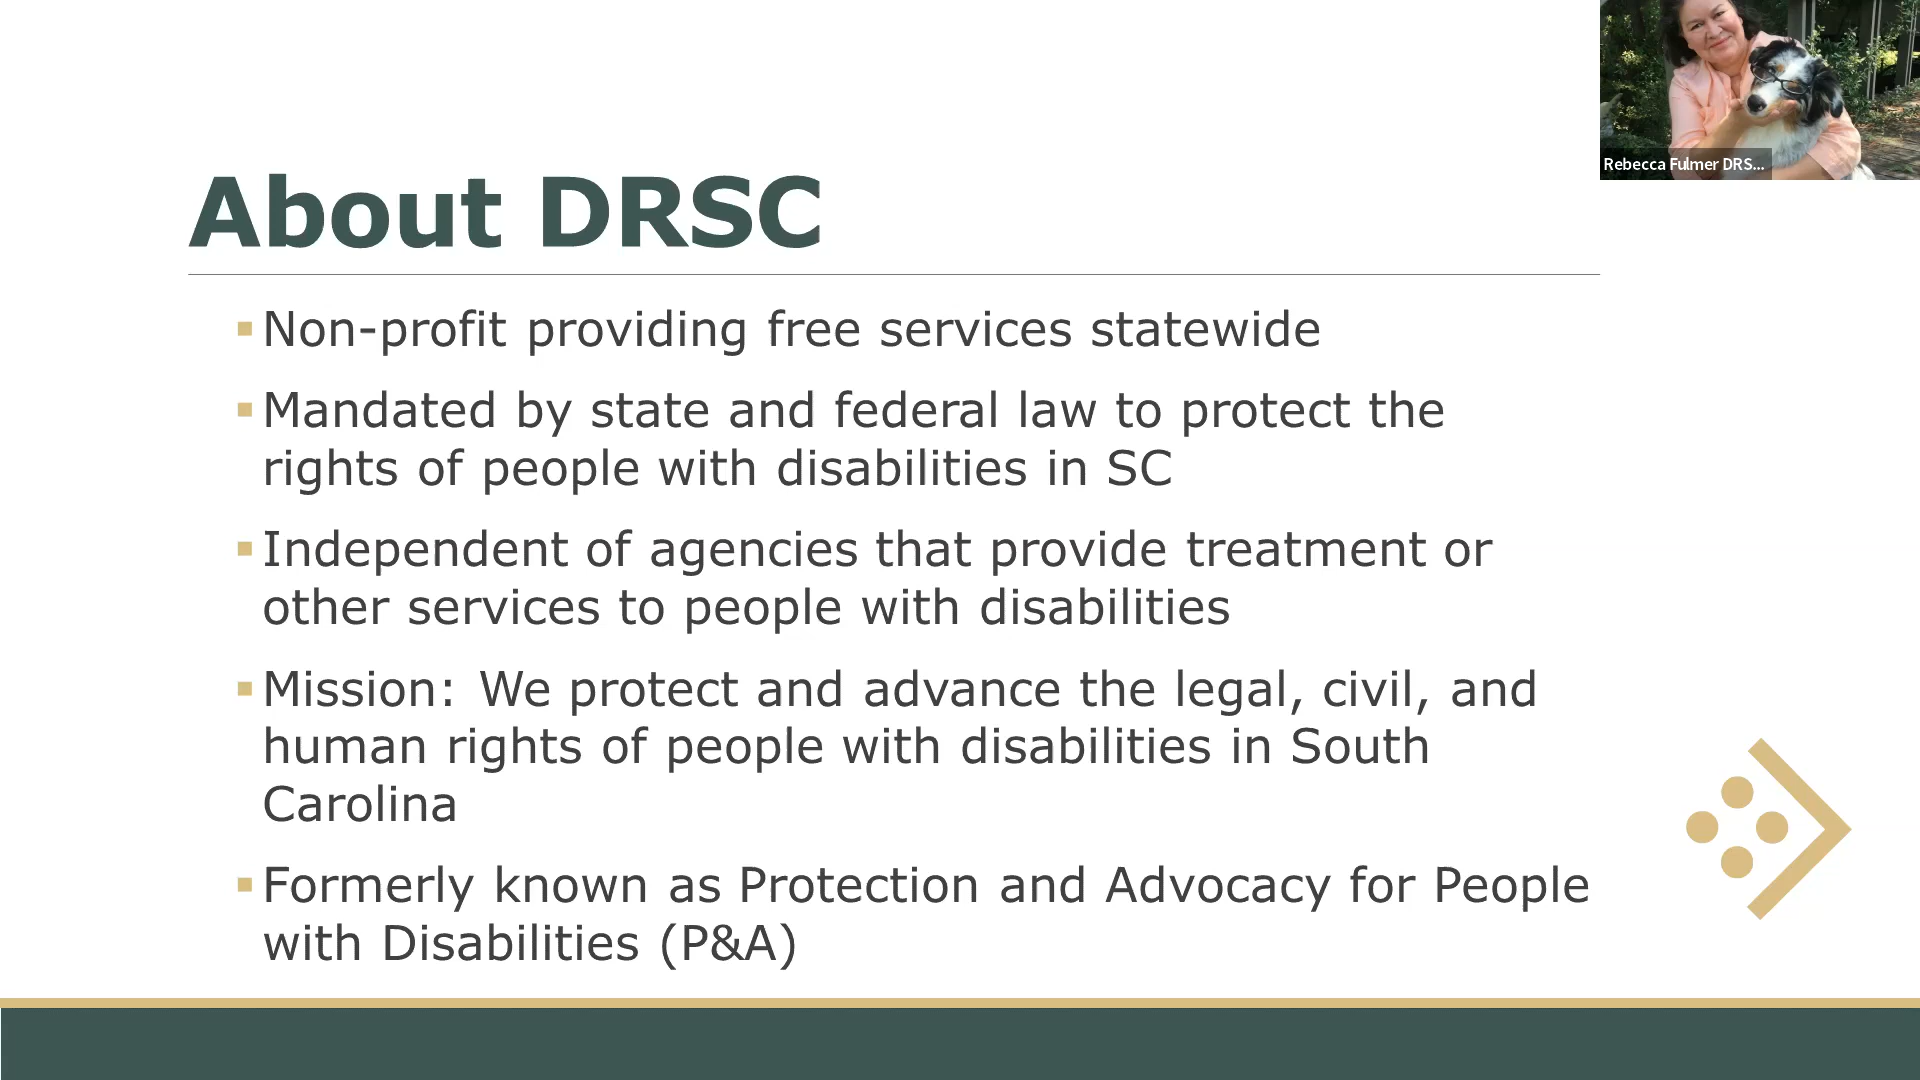 Rebecca Fulmer DRS...
About DRSC
Non-profit providing free services statewide
Mandated by state and federal law to protect the
rights of people with disabilities in SC
Independent of agencies that provide treatment or
other services to people with disabilities
Mission: We protect and advance the legal, civil, and
human rights of people with disabilities in South
Carolina
Formerly known as Protection and Advocacy for People
with Disabilities (P&A)